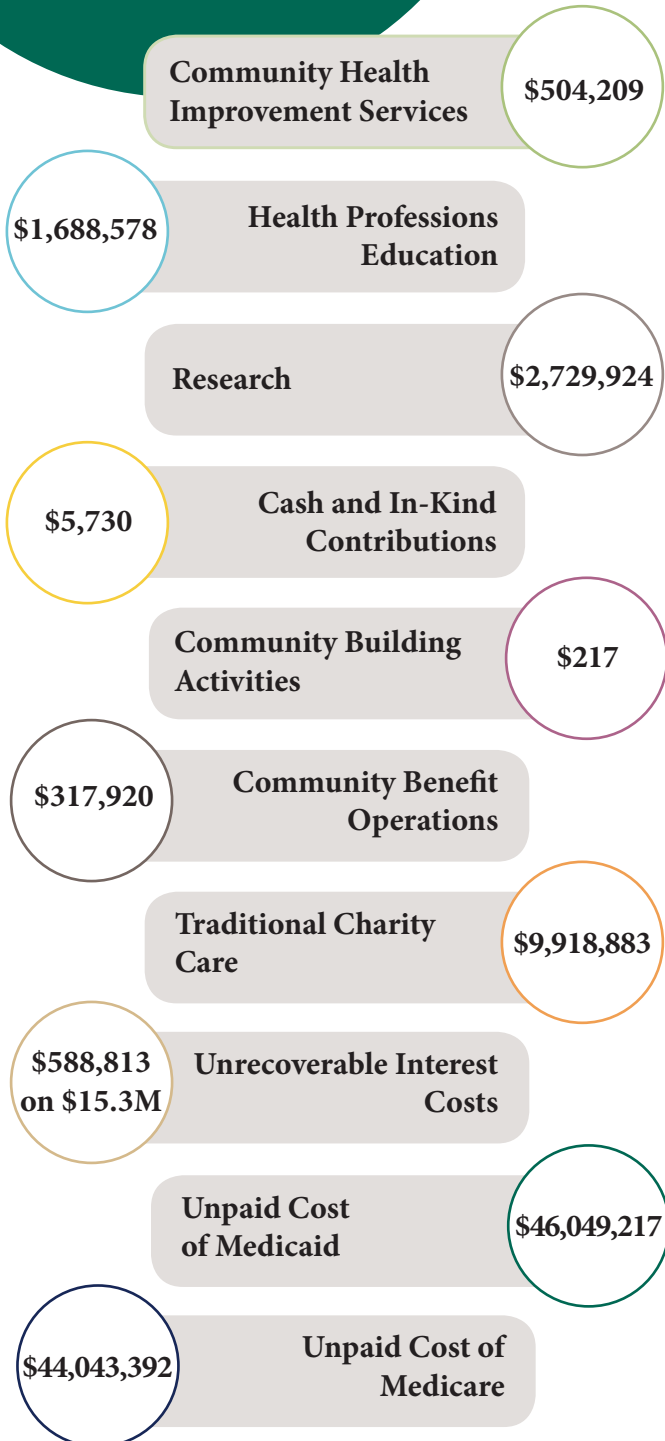 Community Health
Improvement Services
$504,209
$1,688,578
Health Professions
Education
Research
$2,729,924
$5,730
Cash and In-Kind
Contributions
Community Building
Activities
$217
$317,920
Community Benefit
Operations
Traditional Charity
Care
$9,918,883
$588,813
on $15.3M
Unrecoverable Interest
Costs
Unpaid Cost
of Medicaid
$46,049,217
$44,043,392
Unpaid Cost of
Medicare